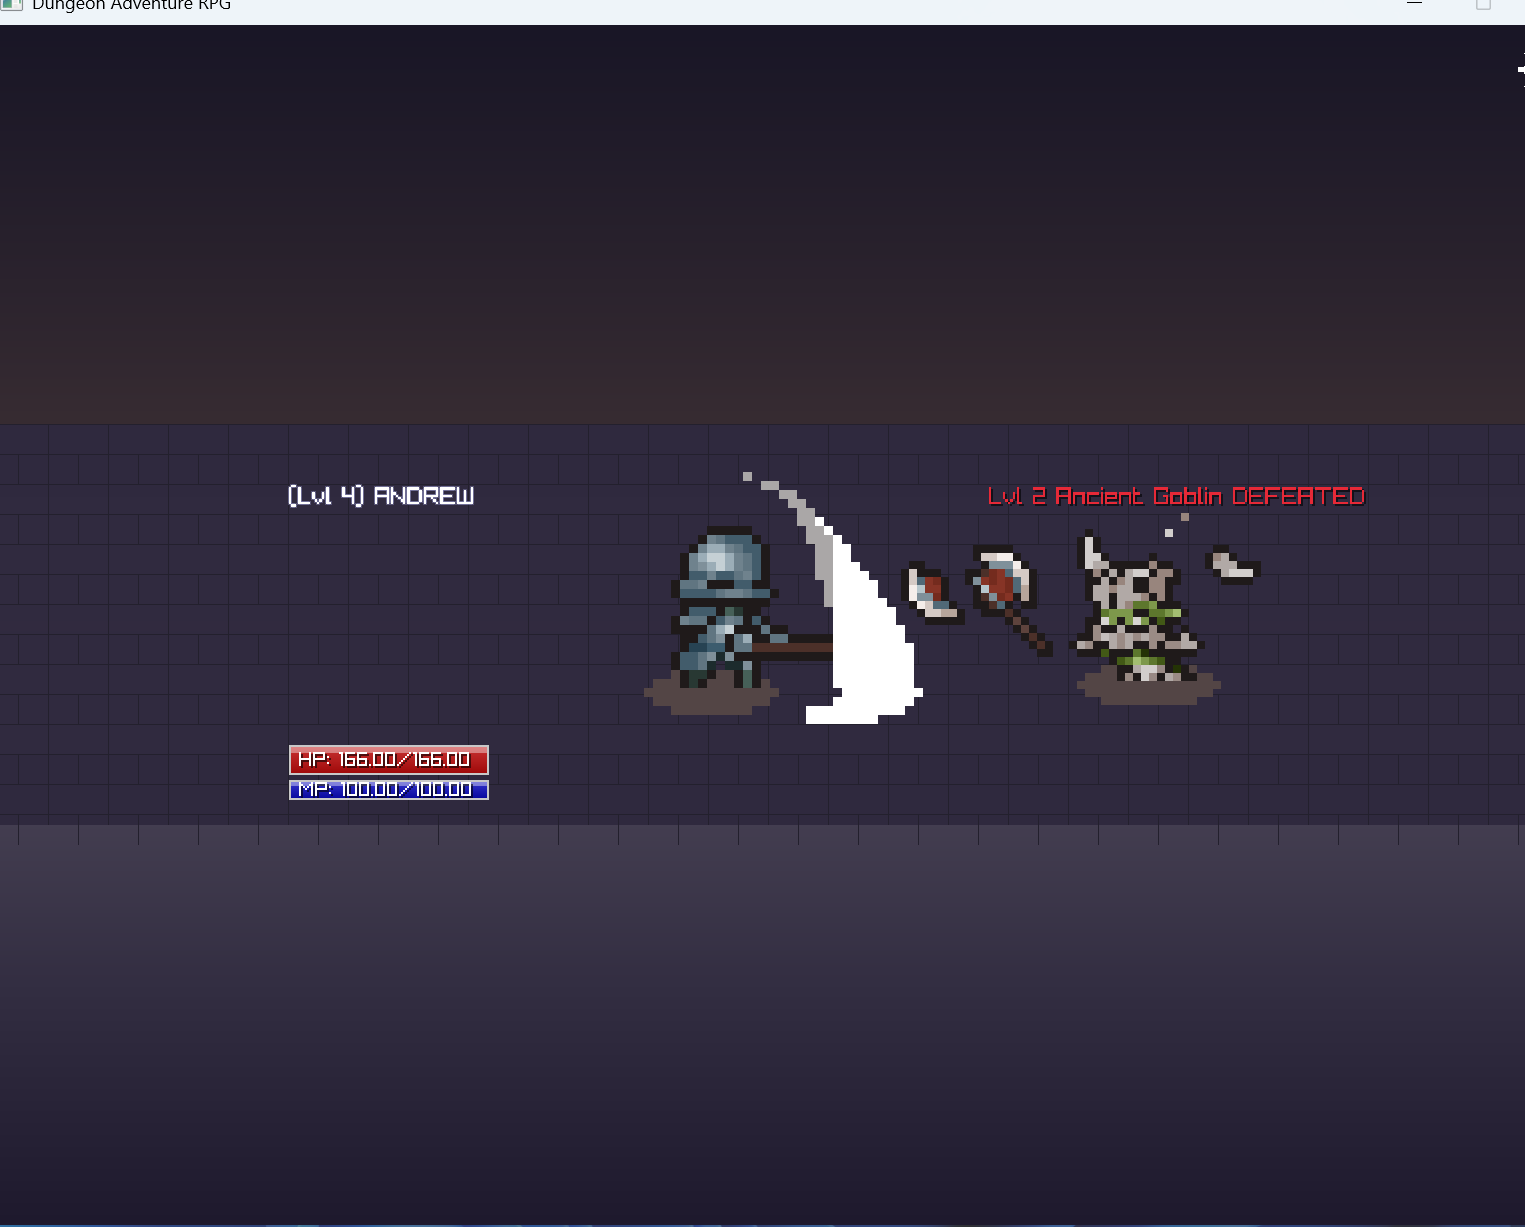 Dungeon Adventure RPG
(Lvl 4) ANDREW
Lvl 2 Ancient Goblin DEFEATED
HP: 166.00/166.00
MP: 100.00/100.00